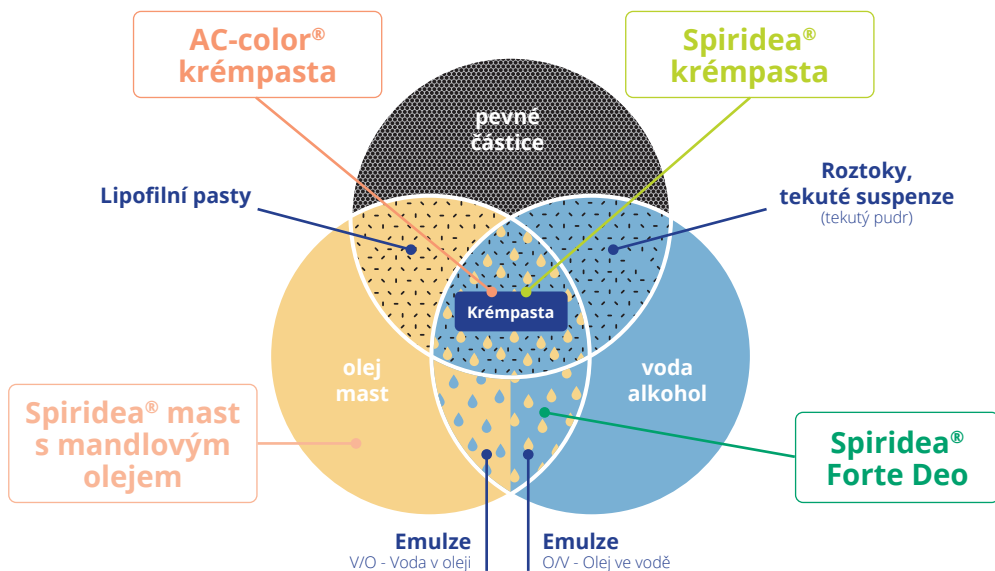 AC-color®
krémpasta
Spiridea®
krémpasta
pevné
částice
Lipofilní pasty
Roztoky,
tekuté suspenze
(tekutý pudr)
Krémpasta
olej
mast
voda
alkohol
Spiridea® mast
s mandlovým
olejem
Spiridea®
Forte Deo
Emulze
V/O - Voda v oleji
Emulze
O/V - Olej ve vodě